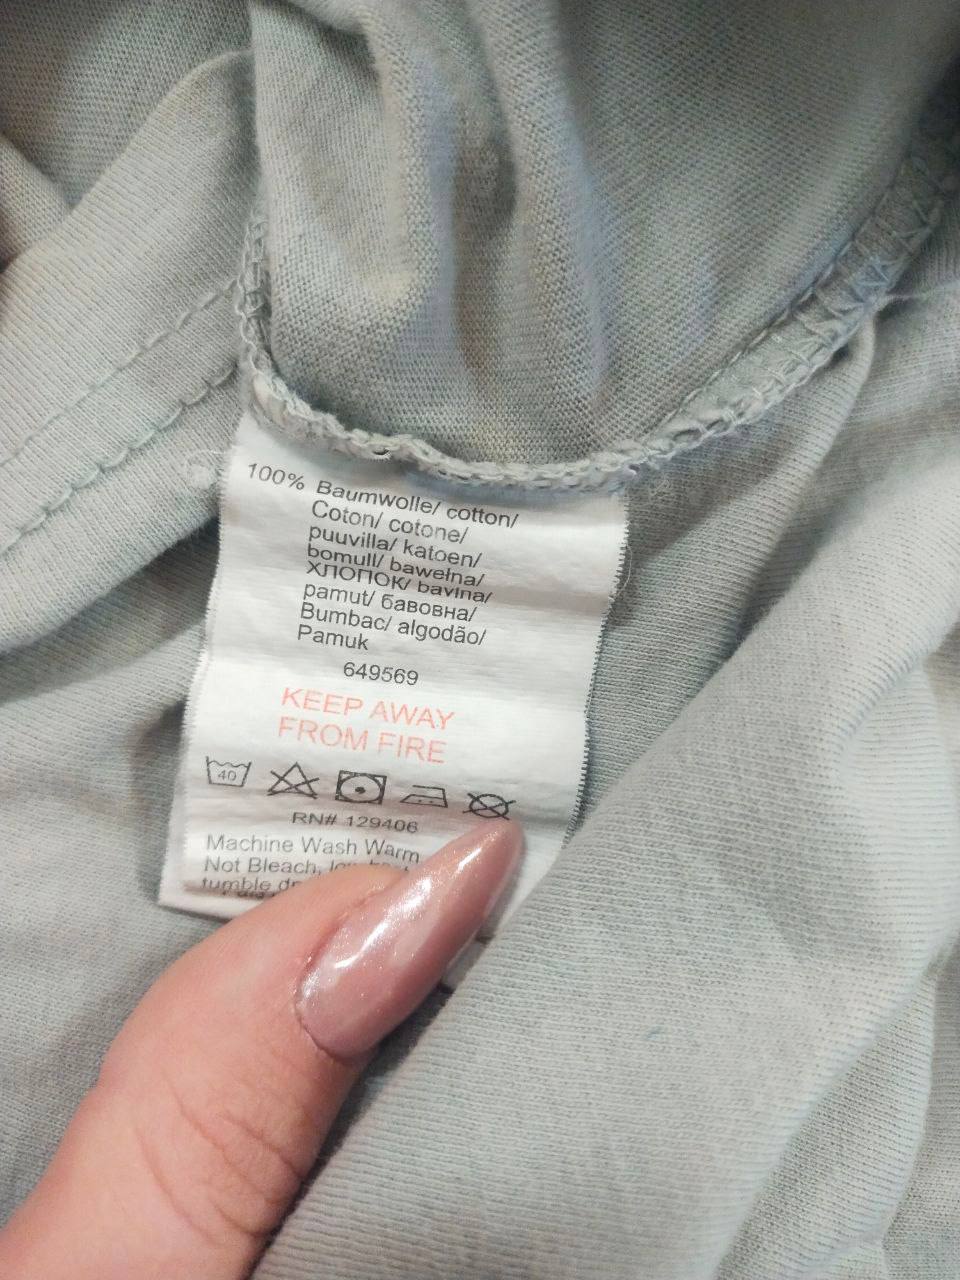 100% Baumwolle/ cotton/
Coton/ cotone/
puuvilla/ katoen/
bomull/ bawełna/
ХЛОПОК/ bavlna/
pamut/ бавовна/
Bumbac/ algodão/
Pamuk
649569
KEEP AWAY
FROM FIRE
40
RN# 129406
Machine Wash Warm
Not Bleach,
tumble